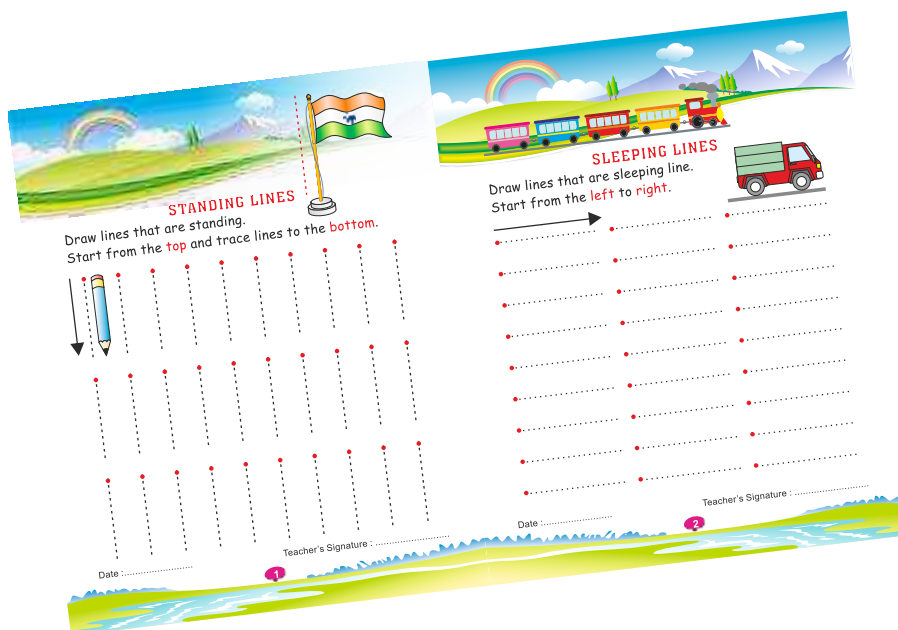 STANDING LINES
Draw lines that are standing.
Start from the top and trace lines to the bottom.
Date :........................
Teacher's Signature : ..........................
1
SLEEPING LINES
Draw lines that are sleeping line.
Start from the left to right.
Date :........................
Teacher's Signature : ..........................
2